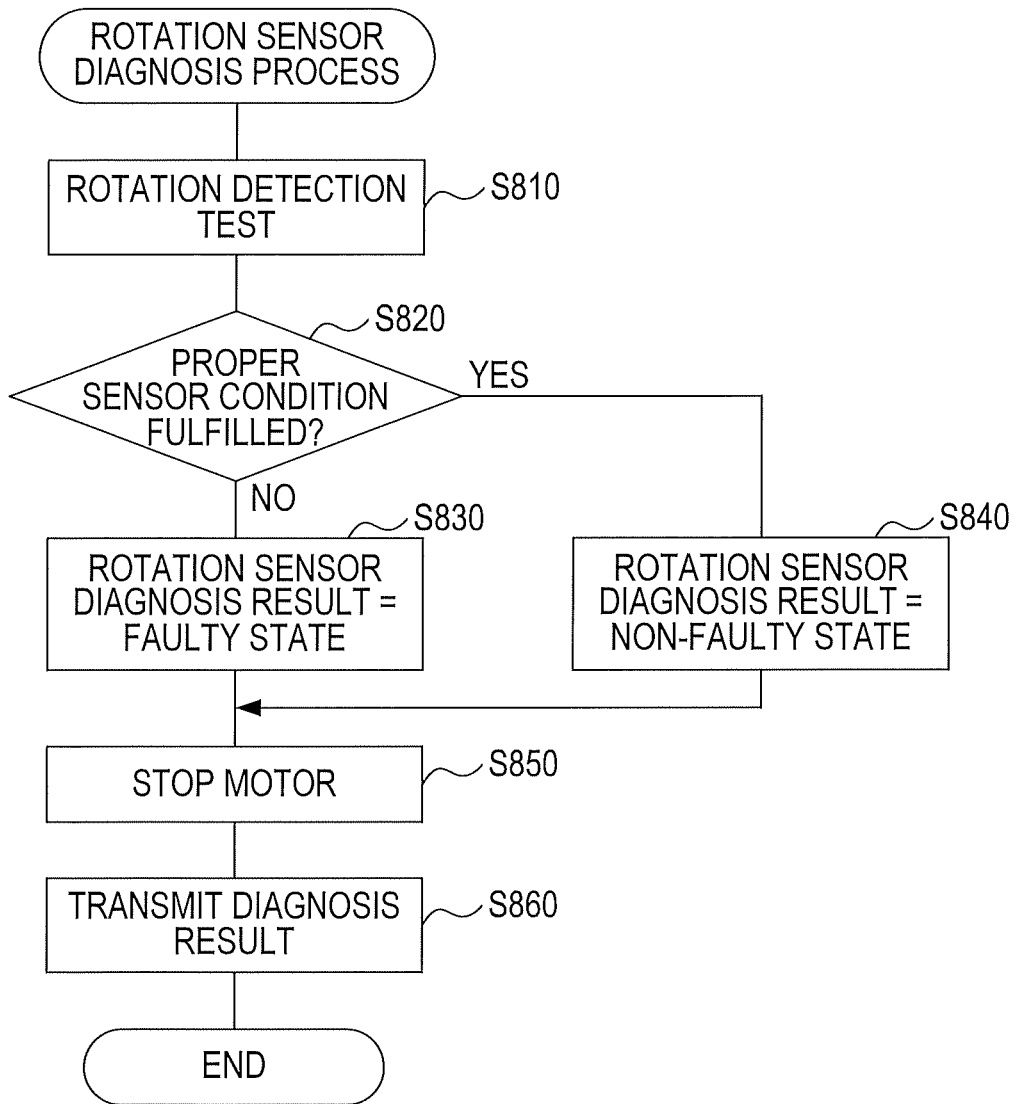 ROTATION SENSOR
DIAGNOSIS PROCESS
ROTATION DETECTION
TEST
S810
S820
PROPER
SENSOR CONDITION
FULFILLED?
YES
NO
S830
ROTATION SENSOR
DIAGNOSIS RESULT =
FAULTY STATE
S840
ROTATION SENSOR
DIAGNOSIS RESULT =
NON-FAULTY STATE
STOP MOTOR
S850
TRANSMIT DIAGNOSIS
RESULT
S860
END